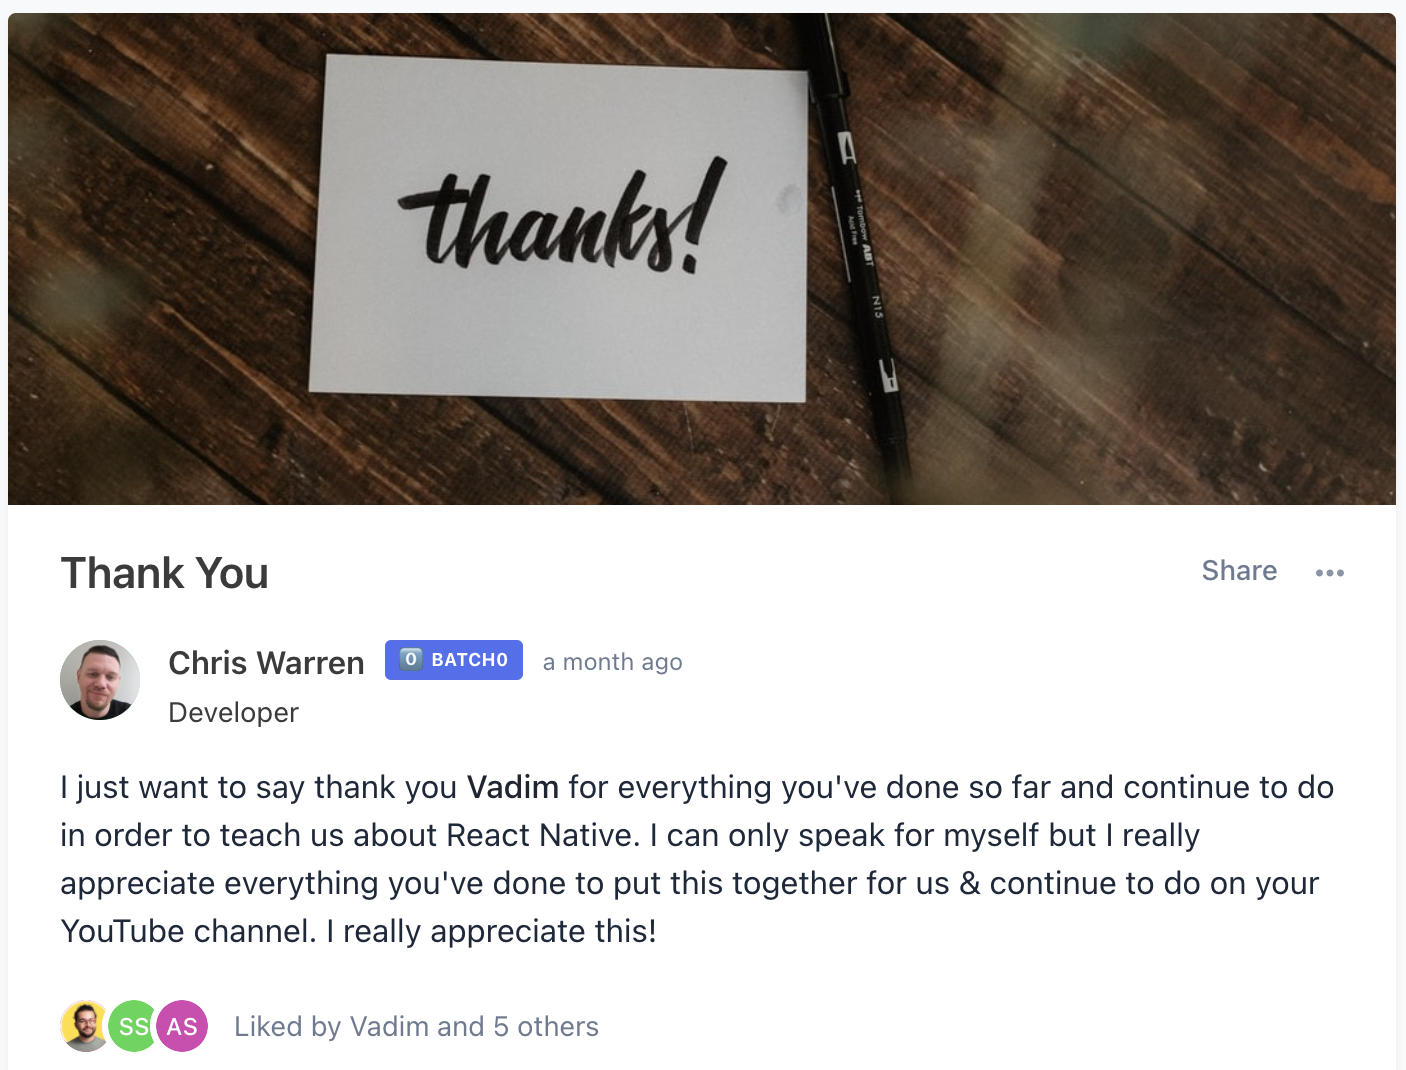 thanks!
Tombow ABT
Acid Free
N15
Thank You
Share
Chris Warren
0 BATCH0
a month ago
Developer
I just want to say thank you Vadim for everything you've done so far and continue to do
in order to teach us about React Native. I can only speak for myself but I really
appreciate everything you've done to put this together for us & continue to do on your
YouTube channel. I really appreciate this!
SS
AS
Liked by Vadim and 5 others